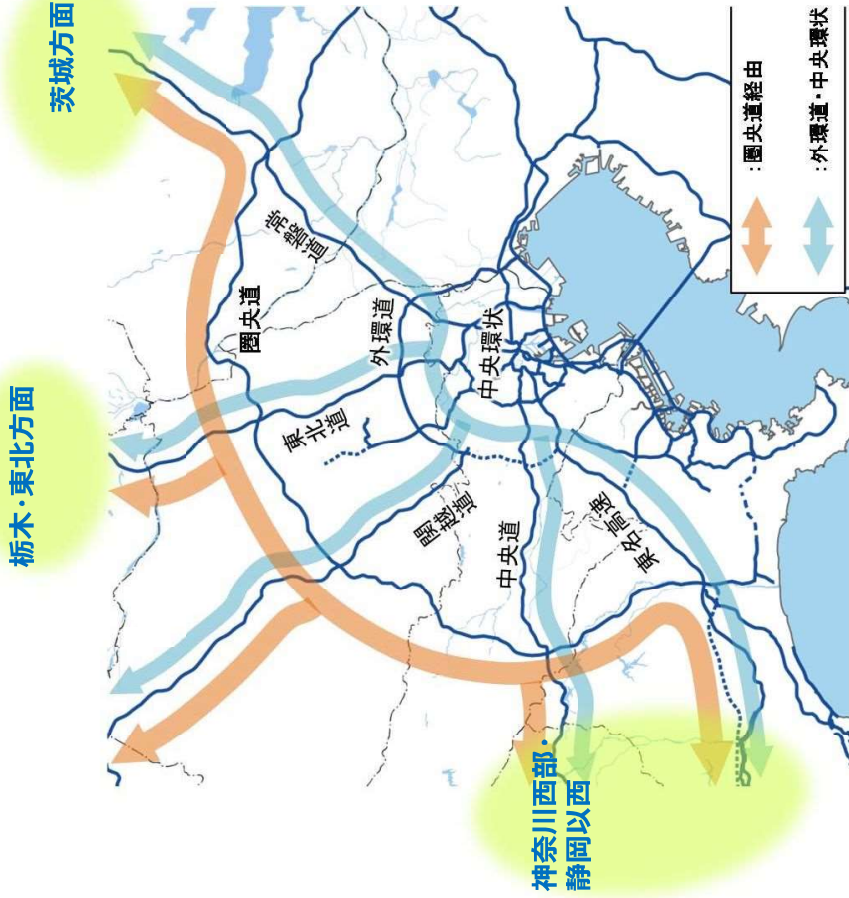 茨城方面
栃木・東北方面
常磐道
圏央道
外環道
中央環状
東北道
関越道
中央道
東名高速
神奈川西部・
静岡以西
：圏央道経由
：外環道・中央環状